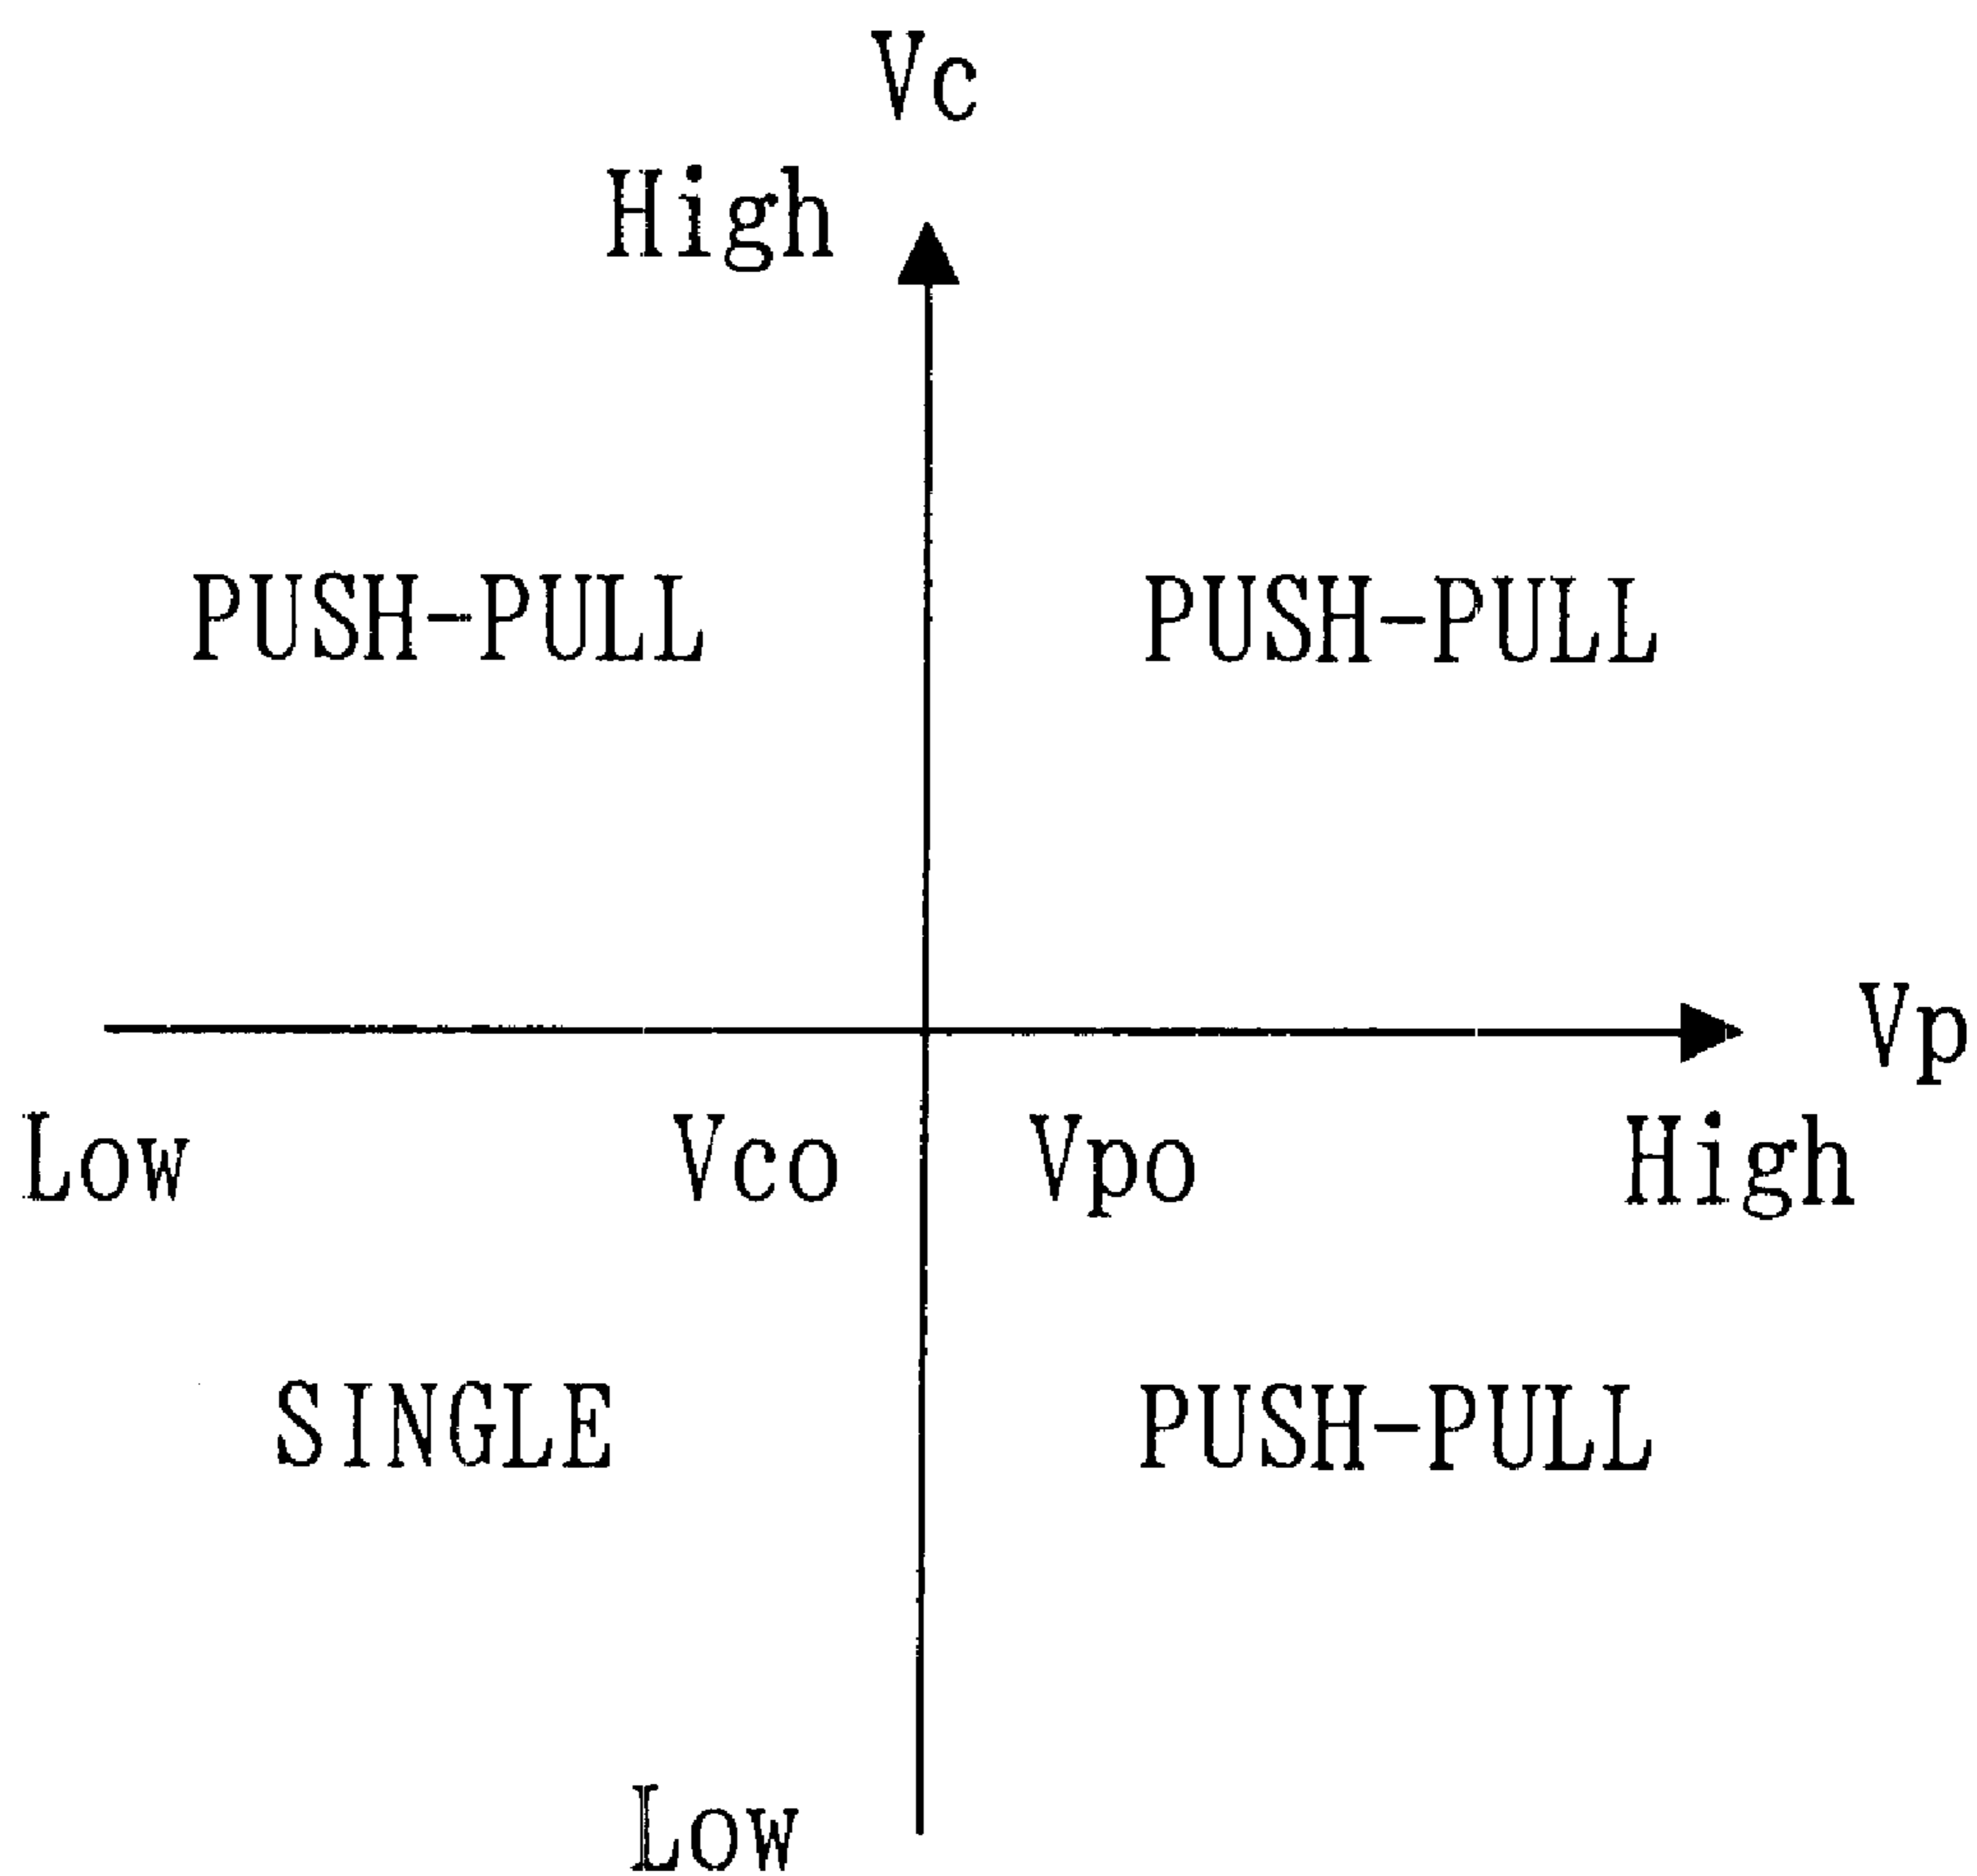 Vc
High
PUSH-PULL PUSH-PULL
Vp
Low Vco Vpo High
SINGLE PUSH-PULL
Low